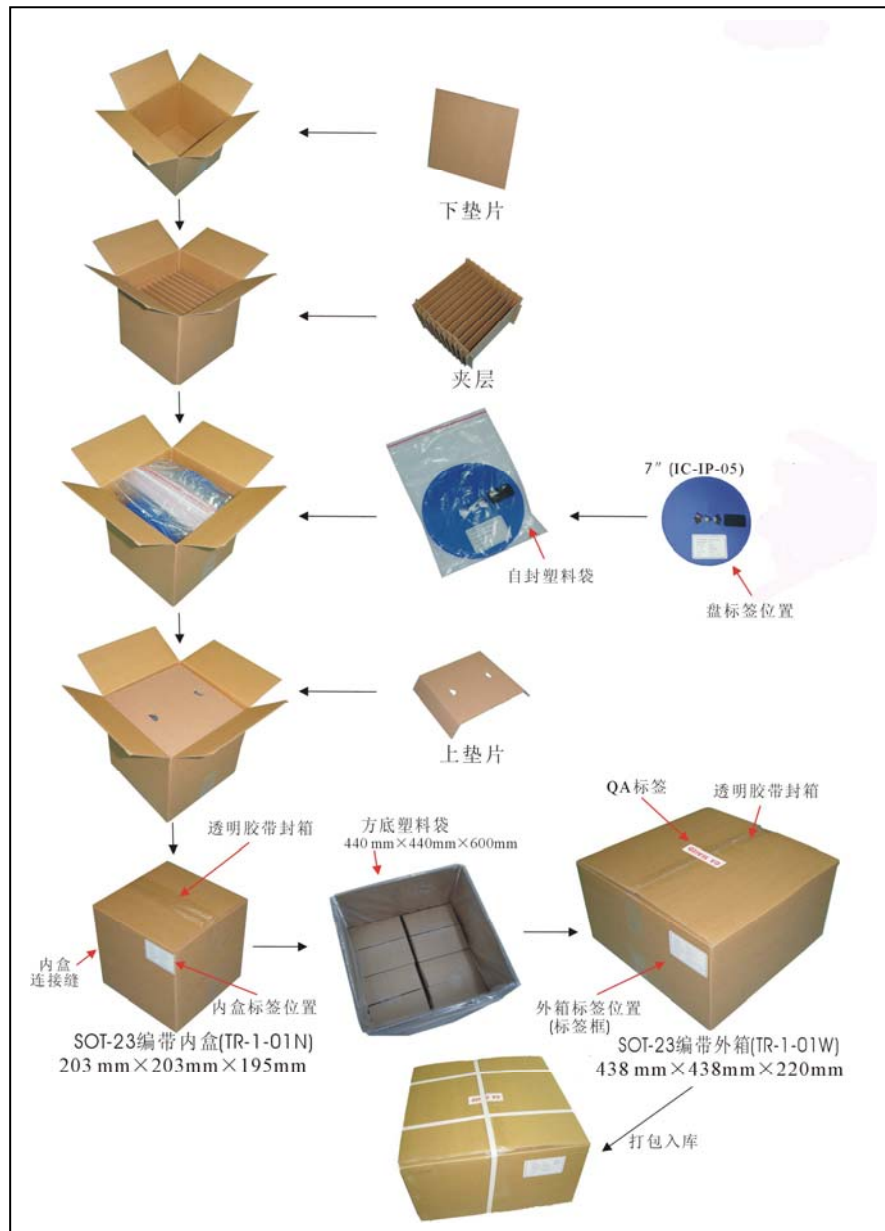 下垫片
夹层
7″ (IC-IP-05)
自封塑料袋
盘标签位置
上垫片
QA标签
透明胶带封箱
透明胶带封箱
方底塑料袋
440 mm×440mm×600mm
内盒
连接缝
内盒标签位置
外箱标签位置
(标签框)
SOT-23编带内盒(TR-1-01N)
203 mm×203mm×195mm
SOT-23编带外箱(TR-1-01W)
438 mm×438mm×220mm
打包入库